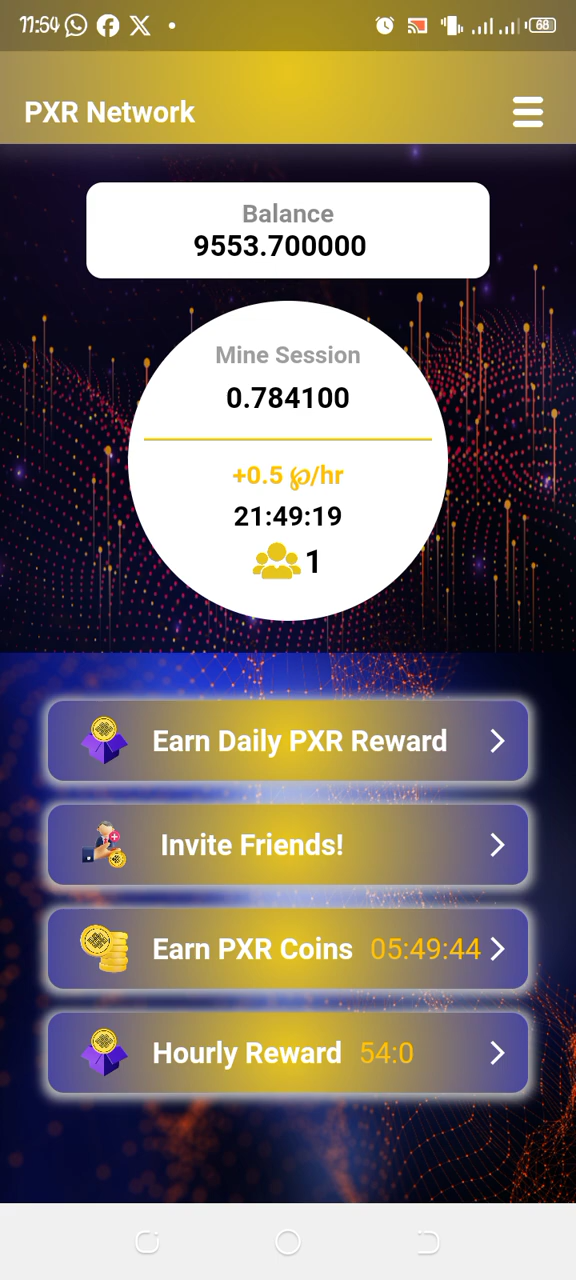 11:54
68
PXR Network
Balance
9553.700000
Mine Session
0.784100
+0.5 ℘/hr
21:49:19
1
Earn Daily PXR Reward
Invite Friends!
Earn PXR Coins 05:49:44
Hourly Reward 54:0